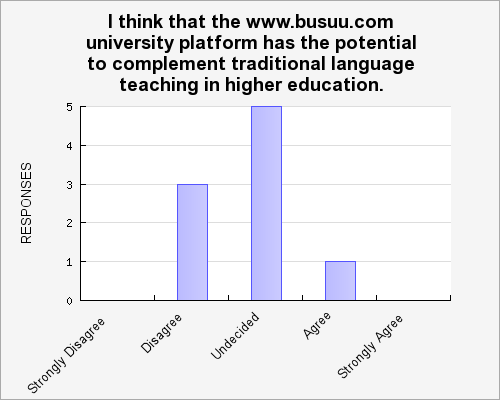 I think that the www.busuu.com
university platform has the potential
to complement traditional language
teaching in higher education.
RESPONSES
5
4
3
2
1
0
Strongly Disagree
Disagree
Undecided
Agree
Strongly Agree